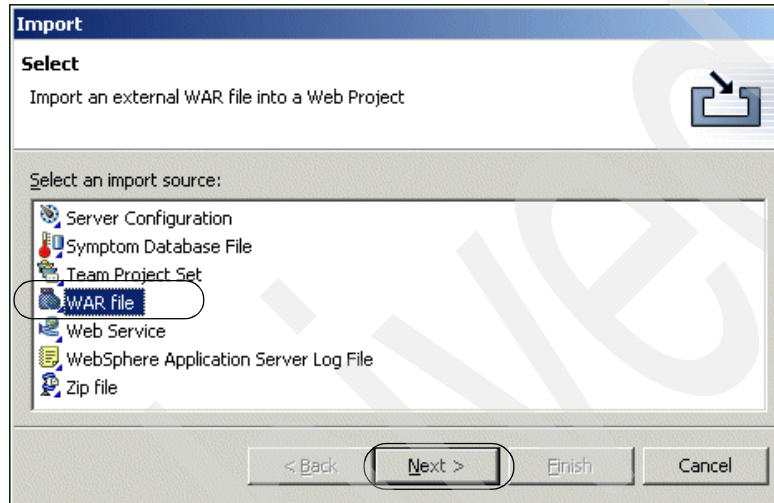 Import
Select
Import an external WAR file into a Web Project
Select an import source:
Server Configuration
Symptom Database File
Team Project Set
WAR file
Web Service
WebSphere Application Server Log File
Zip file
< Back
Next >
Finish
Cancel